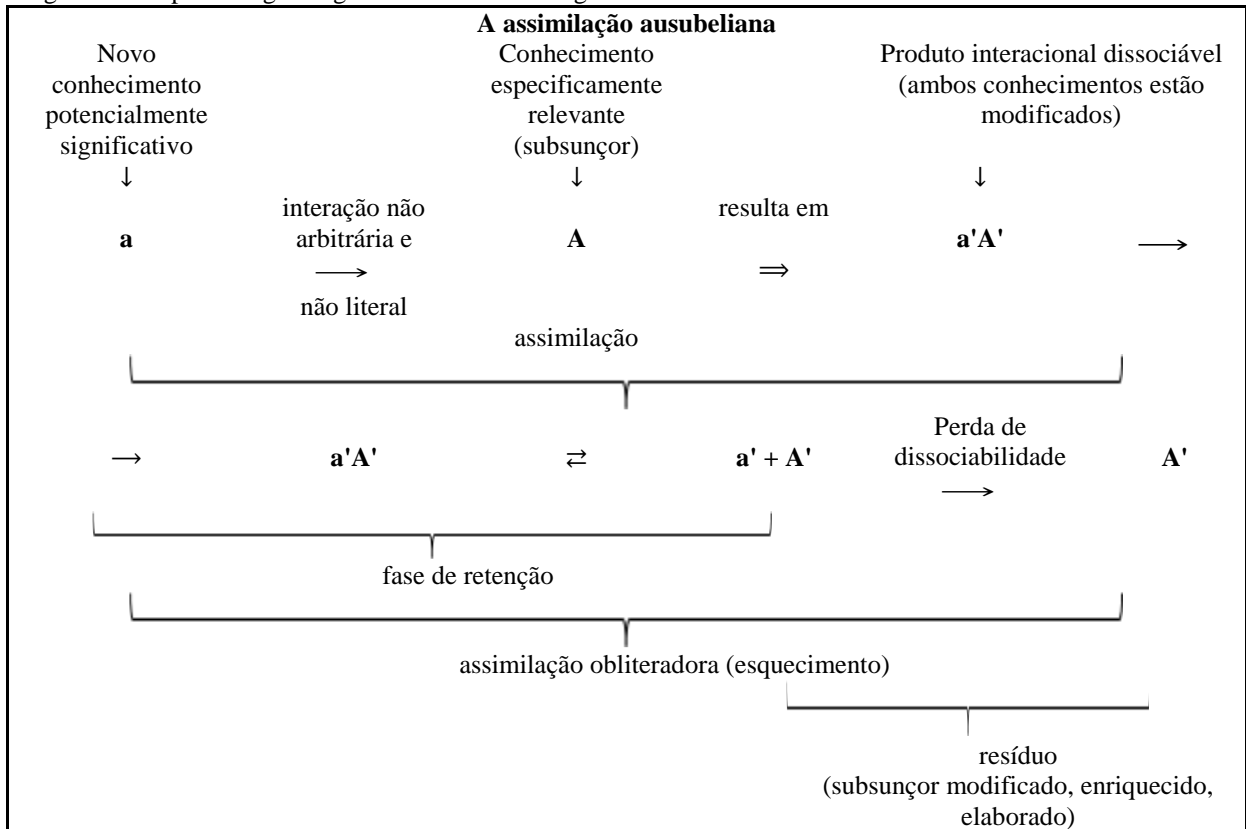 A assimilação ausubeliana
Novo
conhecimento
potencialmente
significativo
↓
a
interação não
arbitrária e
→
não literal
Conhecimento
especificamente
relevante
(subsunçor)
↓
A
resulta em
⇒
Produto interacional dissociável
(ambos conhecimentos estão
modificados)
↓
a'A'
→
assimilação
→
a'A'
⇄
a' + A'
Perda de
dissociabilidade
→
A'
fase de retenção
assimilação obliteradora (esquecimento)
resíduo
(subsunçor modificado, enriquecido,
elaborado)